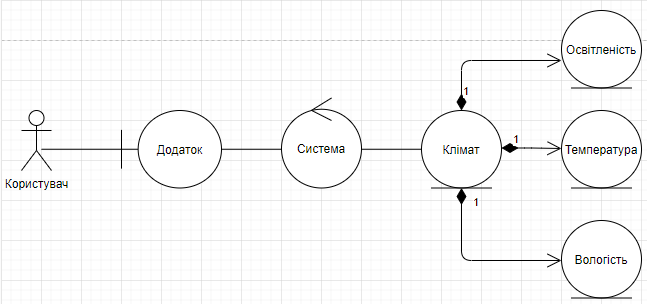 Освітленість
1
1
Додаток
Система
Клімат
Температура
Користувач
1
Вологість